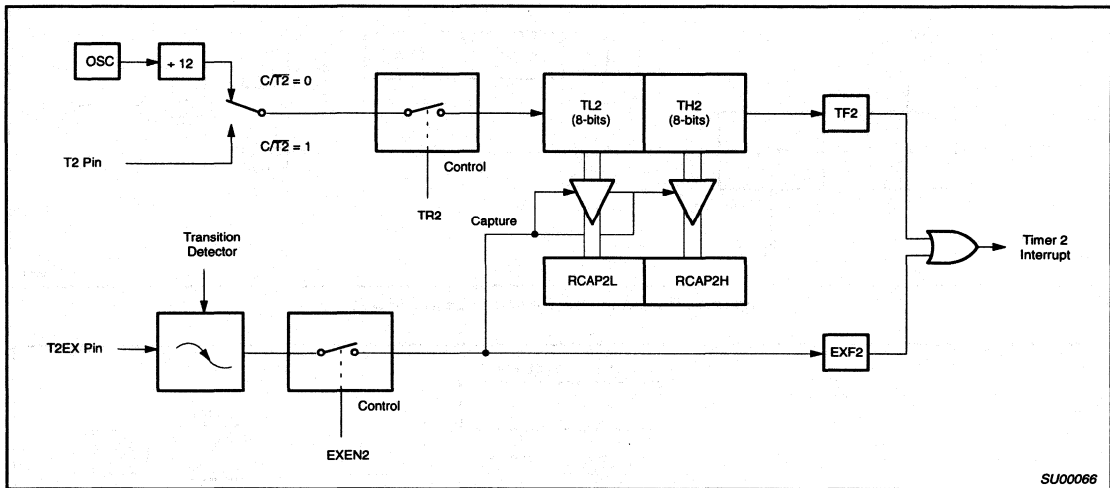 OSC
÷ 12
C/T2 = 0
C/T2 = 1
T2 Pin
Control
TR2
TL2
(8-bits)
TH2
(8-bits)
TF2
Capture
Transition
Detector
RCAP2L
RCAP2H
Timer 2
Interrupt
T2EX Pin
Control
EXEN2
EXF2
SU00066